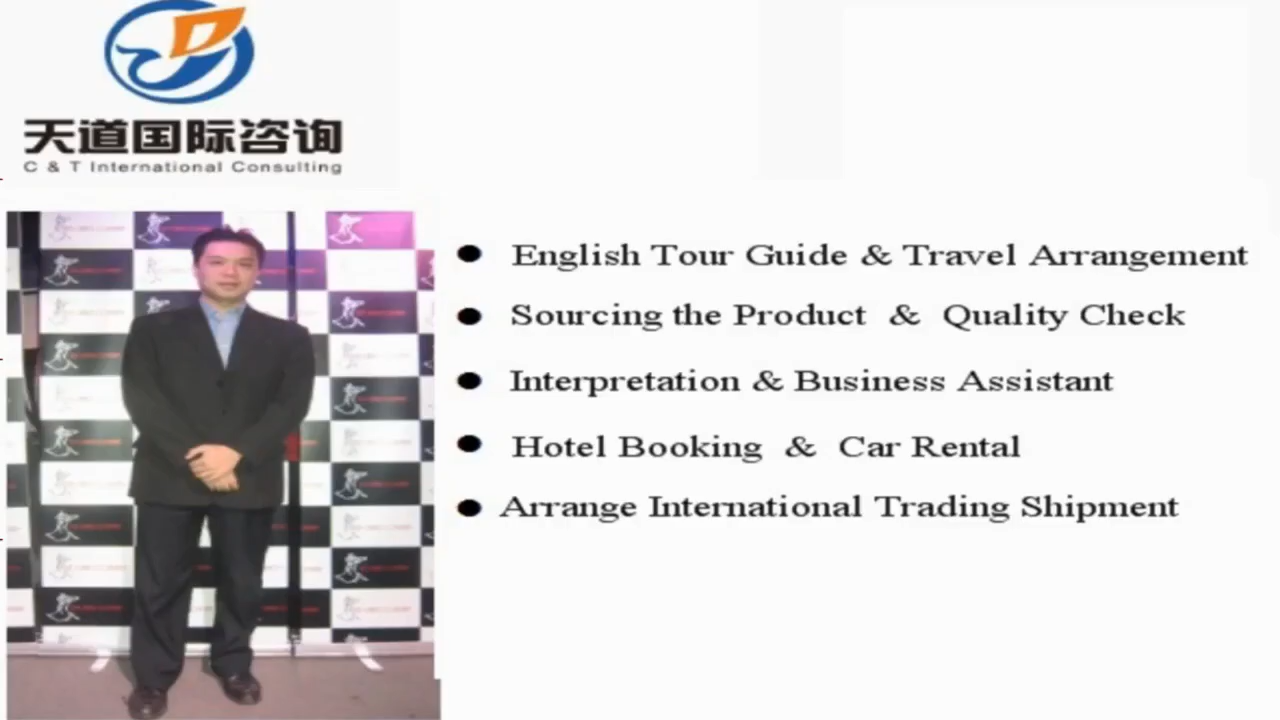 天道国际咨询
C & T International Consulting
● English Tour Guide & Travel Arrangement
● Sourcing the Product & Quality Check
● Interpretation & Business Assistant
● Hotel Booking & Car Rental
● Arrange International Trading Shipment